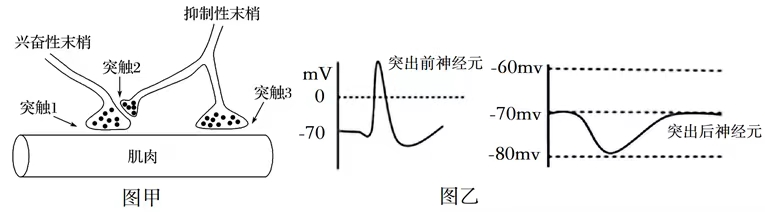 抑制性末梢
兴奋性末梢
突触2
突触1
突触3
肌肉
图甲
mV
突出前神经元
0
-70
图乙
-60mv
-70mv
突出后神经元
-80mv